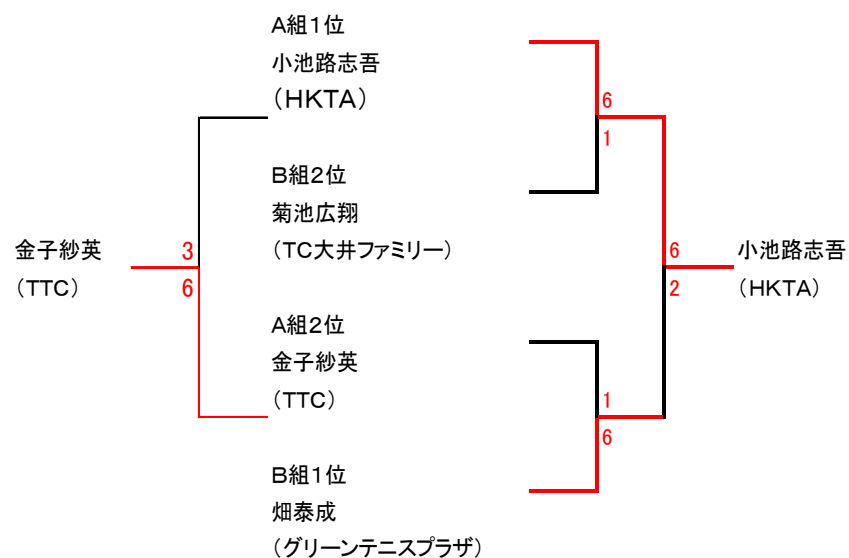 A組1位
小池路志吾
(HKTA)
6
1
B組2位
菊池広翔
(TC大井ファミリー)
金子紗英
(TTC)
3
6
6
2
小池路志吾
(HKTA)
A組2位
金子紗英
(TTC)
1
6
B組1位
畑泰成
(グリーンテニスプラザ)